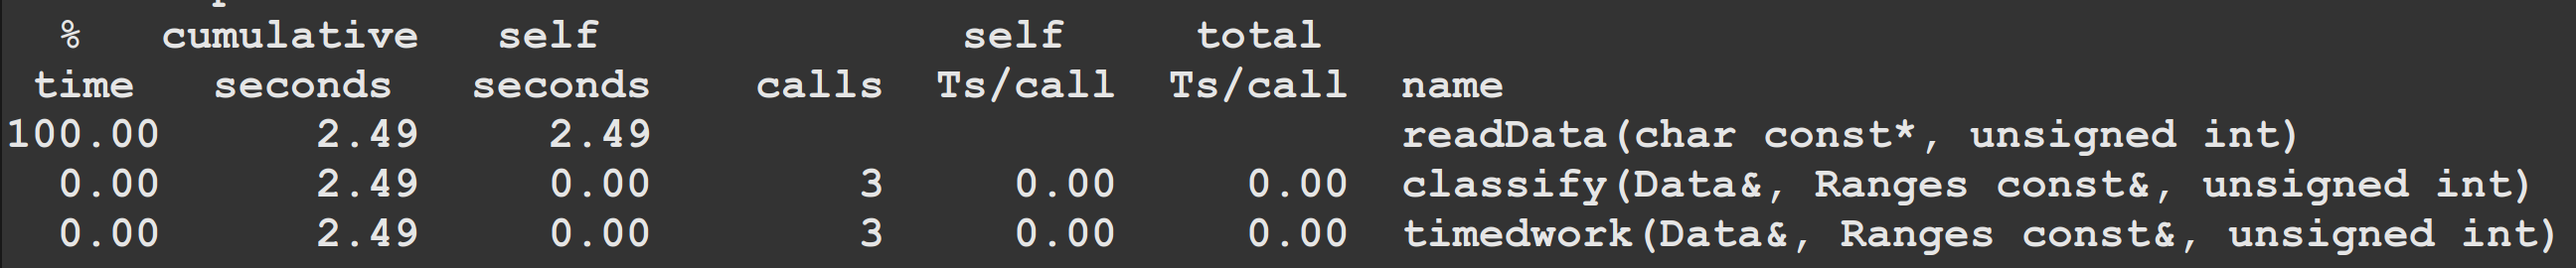 % cumulative self self total
time seconds seconds calls Ts/call Ts/call name
100.00 2.49 2.49 readData(char const*, unsigned int)
0.00 2.49 0.00 3 0.00 0.00 classify(Data&, Ranges const&, unsigned int)
0.00 2.49 0.00 3 0.00 0.00 timedwork(Data&, Ranges const&, unsigned int)